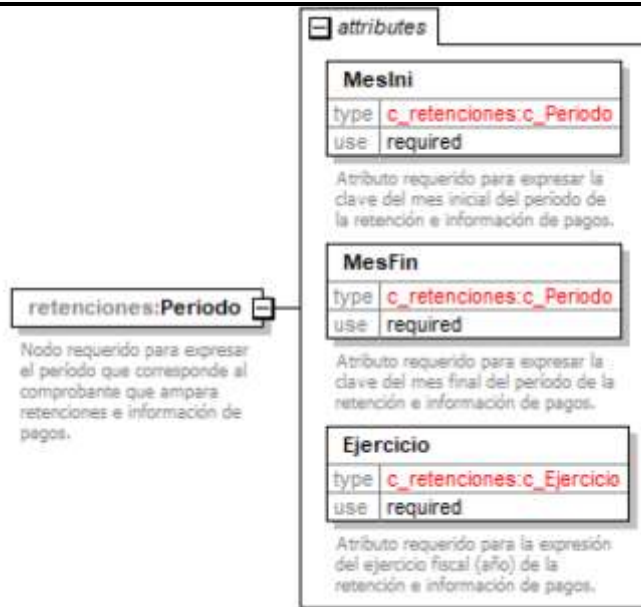 attributes
MesIni
type c_retenciones:c_Periodo
use required
Atributo requerido para expresar la
clave del mes inicial del periodo de
la retención e información de pagos.
MesFin
type c_retenciones:c_Periodo
use required
Atributo requerido para expresar la
clave del mes final del periodo de la
retención e información de pagos.
retenciones:Periodo
Nodo requerido para expresar
el periodo que corresponde al
comprobante que ampara
retenciones e información de
pagos.
Ejercicio
type c_retenciones:c_Ejercicio
use required
Atributo requerido para la expresión
del ejercicio fiscal (año) de la
retención e información de pagos.